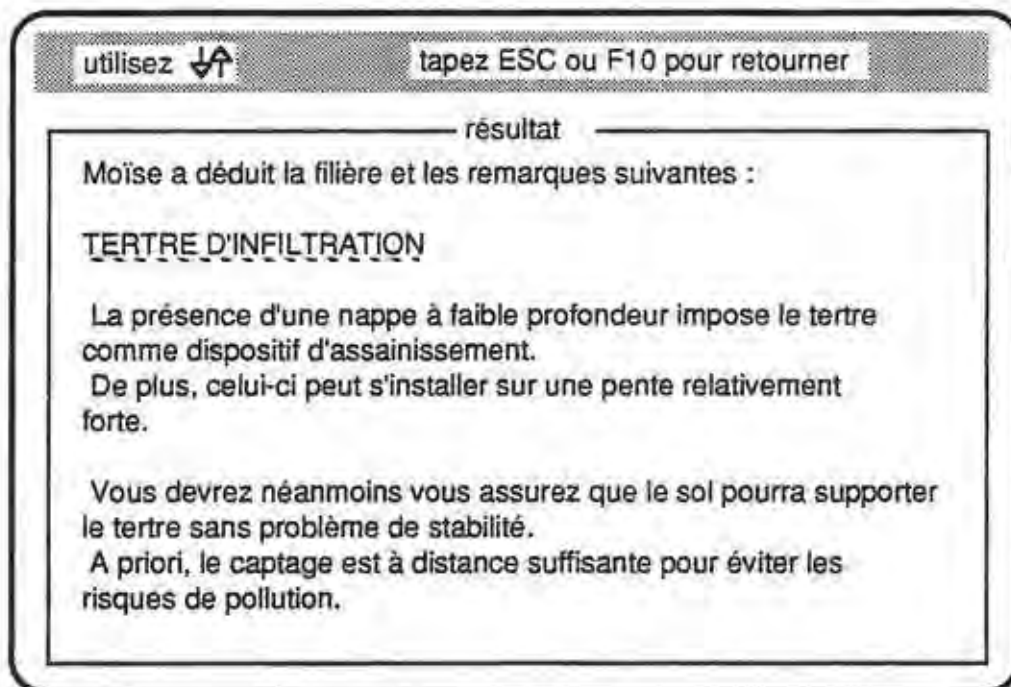 utilisez ↓↑ tapez ESC ou F10 pour retourner
résultat
Moïse a déduit la filière et les remarques suivantes :
TERTRE D'INFILTRATION
La présence d'une nappe à faible profondeur impose le tertre
comme dispositif d'assainissement.
De plus, celui-ci peut s'installer sur une pente relativement
forte.
Vous devrez néanmoins vous assurez que le sol pourra supporter
le tertre sans problème de stabilité.
A priori, le captage est à distance suffisante pour éviter les
risques de pollution.